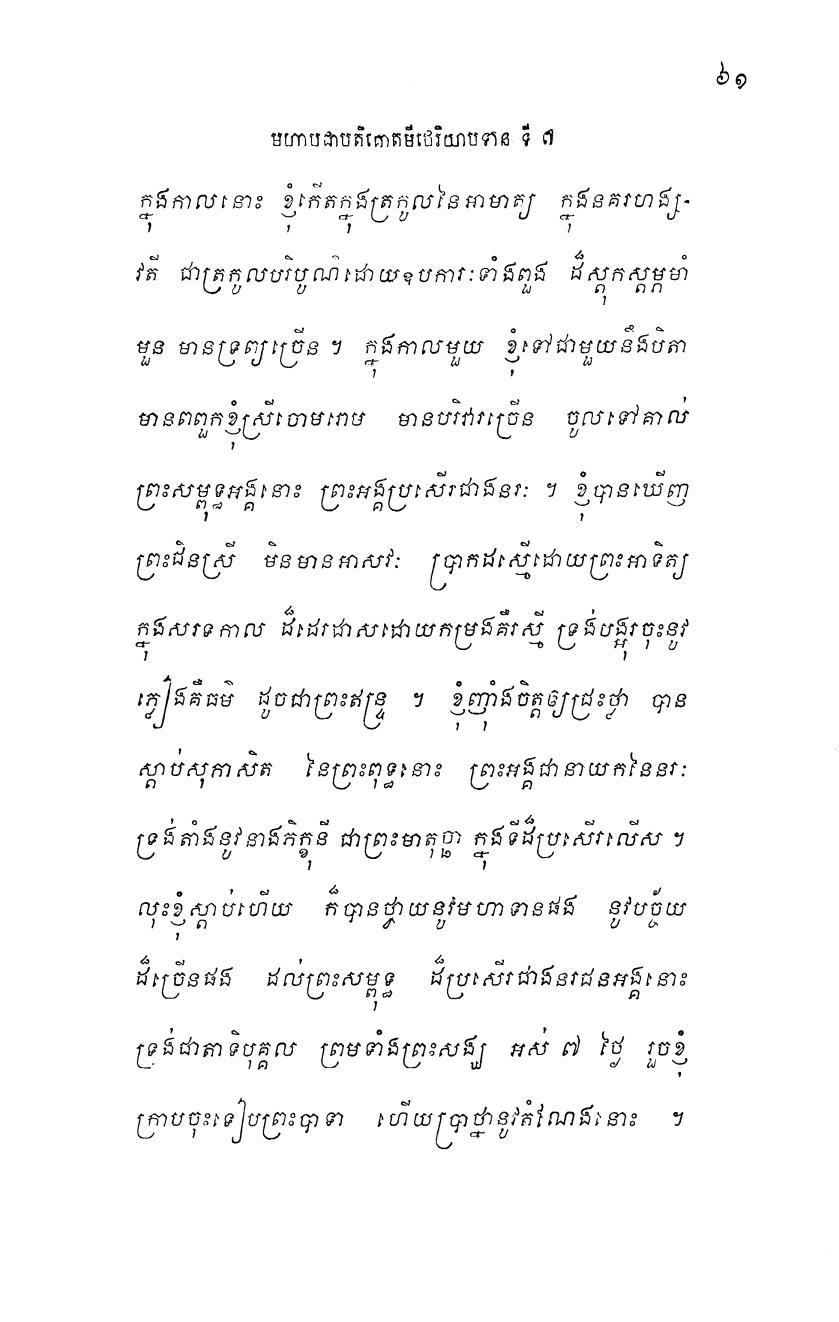 ៦១
មហាបជាបតិគោតមីថេរិយាបទាន ទី ៧
ក្នុងកាលនោះ ខ្ញុំកើតក្នុងត្រកូលនៃអាមាត្យ ក្នុងនគរហង្ស-
វតី ជាត្រកូលបរិបូណ៌ដោយឧបការៈទាំងពួង ដ៏ស្តុកស្តម្ភមាំ
មួន មានទ្រព្យច្រើន ។ ក្នុងកាលមួយ ខ្ញុំទៅជាមួយនឹងបិតា
មានពពួកខ្ញុំស្រីចោមរោម មានបរិវារច្រើន ចូលទៅគាល់
ព្រះសម្ពុទ្ធអង្គនោះ ព្រះអង្គប្រសើរជាងនរៈ ។ ខ្ញុំបានឃើញ
ព្រះជិនស្រី មិនមានអាសវៈ ប្រាកដស្មើដោយព្រះអាទិត្យ
ក្នុងសរទកាល ដ៏ដេរដាសដោយកម្រងគឺរស្មី ទ្រង់បង្អុរចុះនូវ
ភ្លៀងគឺធម៌ ដូចជាព្រះឥន្ទ្រ ។ ខ្ញុំញ៉ាំងចិត្តឲ្យជ្រះថ្លា បាន
ស្តាប់សុភាសិត នៃព្រះពុទ្ធនោះ ព្រះអង្គជានាយកនៃនរៈ
ទ្រង់តាំងនូវនាងភិក្ខុនី ជាព្រះមាតុច្ឆា ក្នុងទីដ៏ប្រសើរលើស ។
លុះខ្ញុំស្តាប់ហើយ ក៏បានថ្វាយនូវមហាទានផង នូវបច្ច័យ
ដ៏ច្រើនផង ដល់ព្រះសម្ពុទ្ធ ដ៏ប្រសើរជាងនរជនអង្គនោះ
ទ្រង់ជាតាទិបុគ្គល ព្រមទាំងព្រះសង្ឃ អស់ ៧ ថ្ងៃ រួចខ្ញុំ
ក្រាបចុះទៀបព្រះបាទា ហើយប្រាថ្នានូវតំណែងនោះ ។